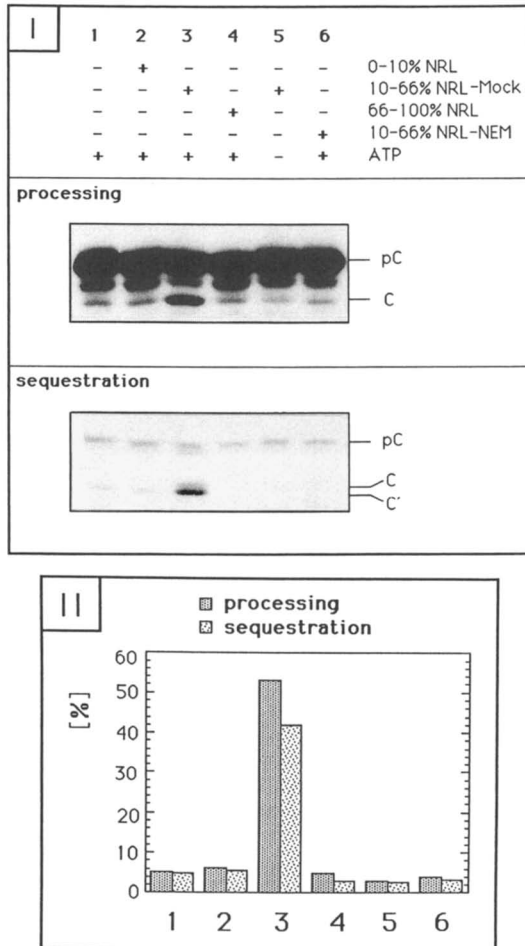 I
1 2 3 4 5 6
- + - - - - 0-10% NRL
- - + - + - 10-66% NRL-Mock
- - - + - - 66-100% NRL
- - - - - + 10-66% NRL-NEM
+ + + + - + ATP
processing
pC
C
sequestration
pC
C
C´
II
processing
sequestration
[%]
60
50
40
30
20
10
0
1 2 3 4 5 6